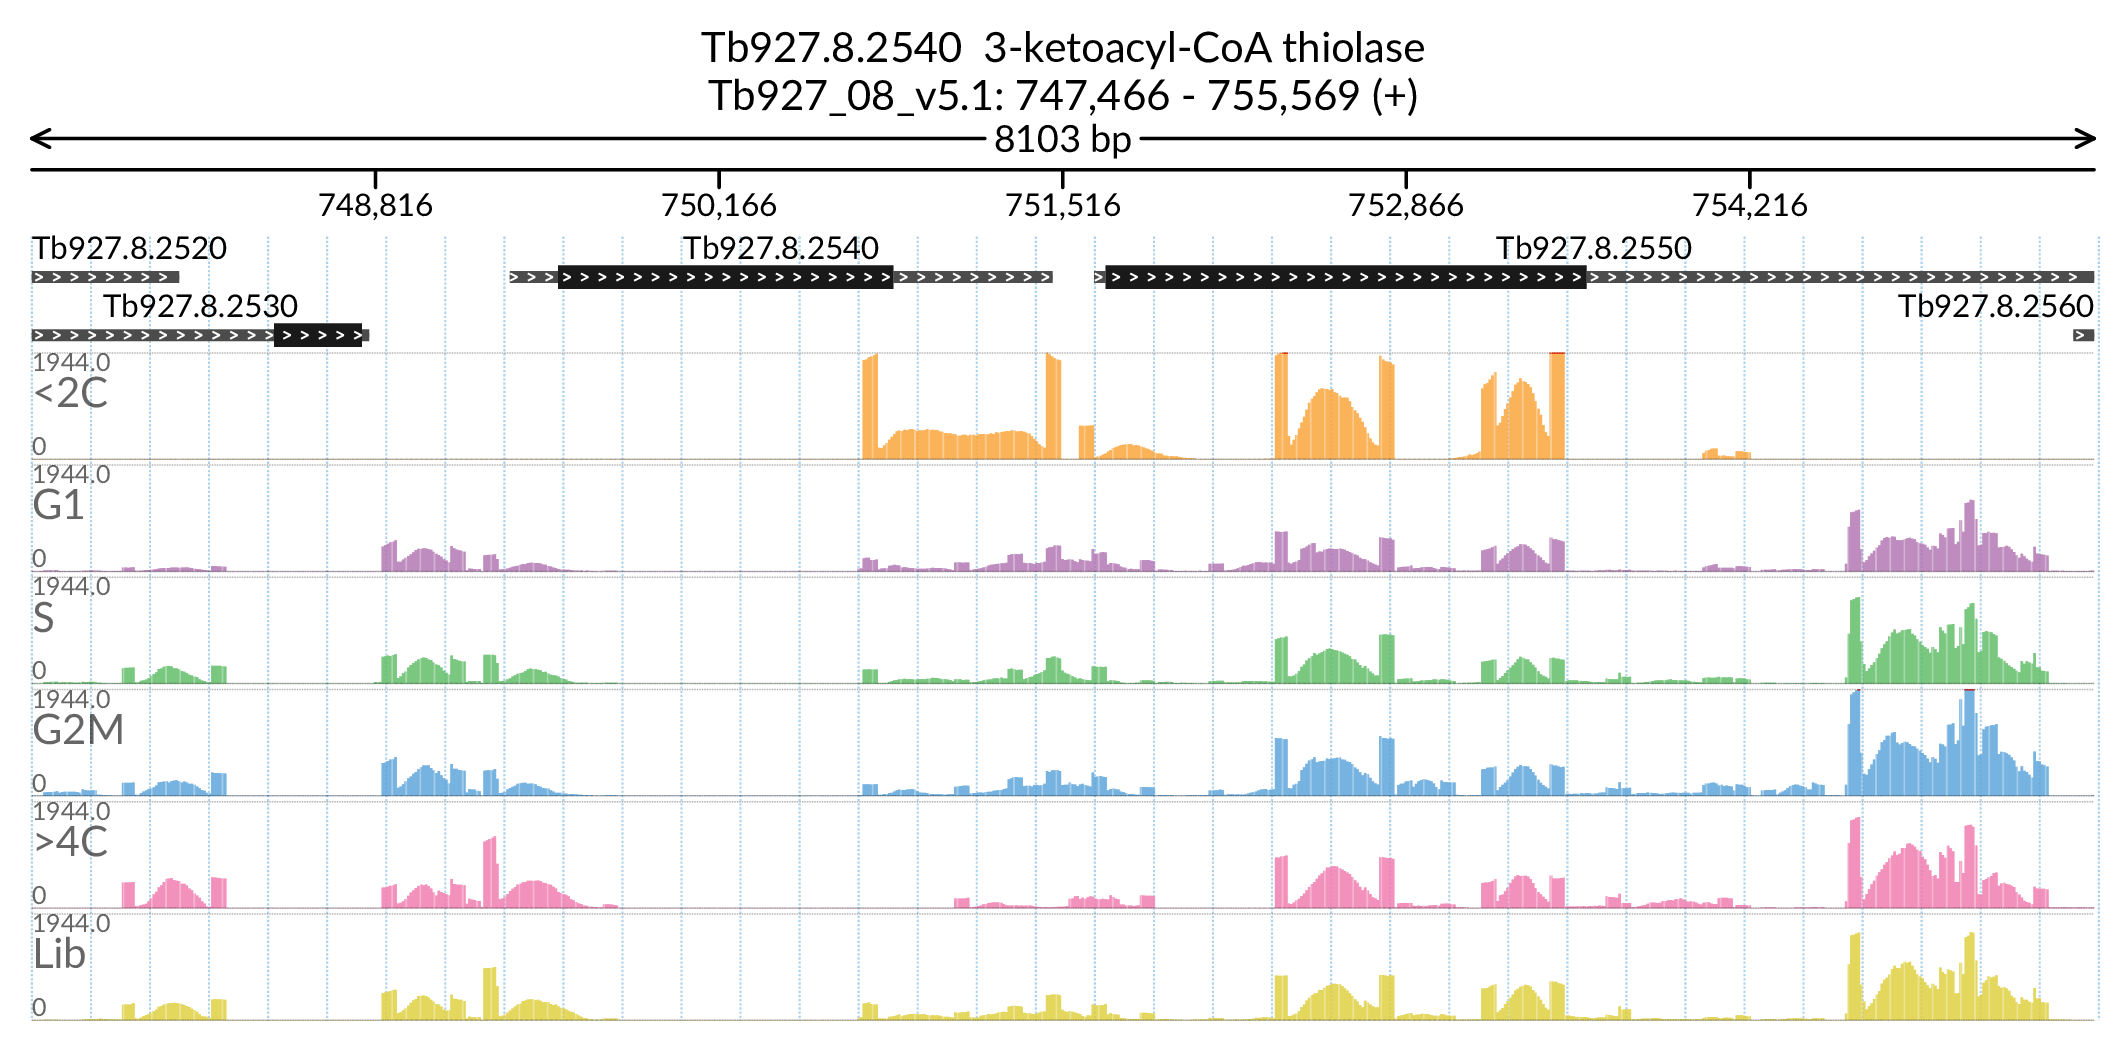 Tb927.8.2540 3-ketoacyl-CoA thiolase
Tb927_08_v5.1: 747,466 - 755,569 (+)
8103 bp
748,816 750,166 751,516 752,866 754,216
Tb927.8.2520 Tb927.8.2540 Tb927.8.2550
Tb927.8.2530 Tb927.8.2560
1944.0
<2C
0
1944.0
G1
0
1944.0
S
0
1944.0
G2M
0
1944.0
>4C
0
1944.0
Lib
0